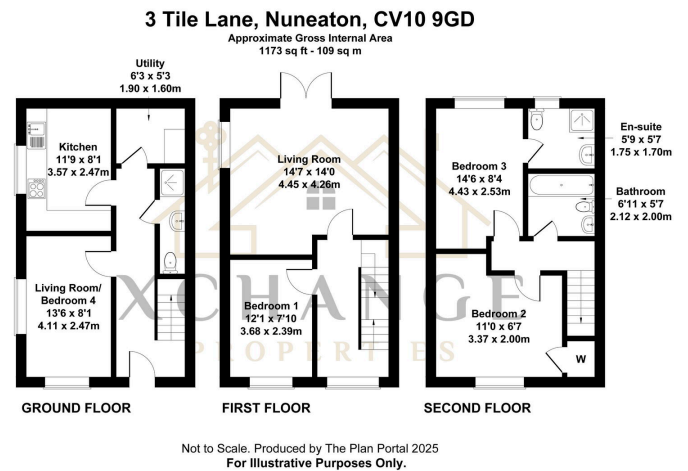 3 Tile Lane, Nuneaton, CV10 9GD
Approximate Gross Internal Area
1173 sq ft - 109 sq m
Utility
6'3 x 5'3
1.90 x 1.60m
Kitchen
11'9 x 8'1
3.57 x 2.47m
Living Room/
Bedroom 4
13'6 x 8'1
4.11 x 2.47m
GROUND FLOOR
Living Room
14'7 x 14'0
4.45 x 4.26m
Bedroom 1
12'1 x 7'10
3.68 x 2.39m
FIRST FLOOR
Bedroom 3
14'6 x 8'4
4.43 x 2.53m
En-suite
5'9 x 5'7
1.75 x 1.70m
Bathroom
6'11 x 5'7
2.12 x 2.00m
Bedroom 2
11'0 x 6'7
3.37 x 2.00m
W
SECOND FLOOR
XCHANGE
PROPERTIES
Not to Scale. Produced by The Plan Portal 2025
For Illustrative Purposes Only.